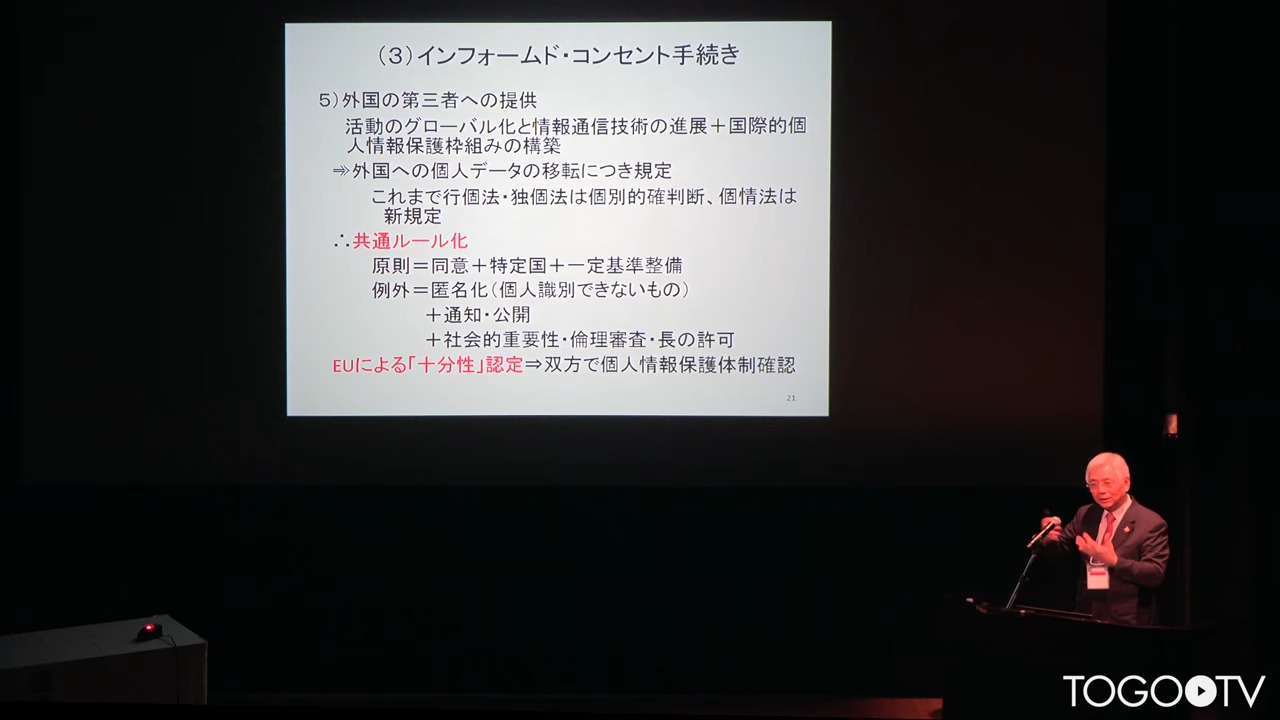 （３）インフォームド・コンセント手続き
５）外国の第三者への提供
活動のグローバル化と情報通信技術の進展＋国際的個
人情報保護枠組みの構築
⇒外国への個人データの移転につき規定
これまで行個法・独個法は個別的確判断、個情法は
新規定
∴共通ルール化
原則＝同意＋特定国＋一定基準整備
例外＝匿名化（個人識別できないもの）
＋通知・公開
＋社会的重要性・倫理審査・長の許可
EUによる「十分性」認定⇒双方で個人情報保護体制確認
21
TOGO TV